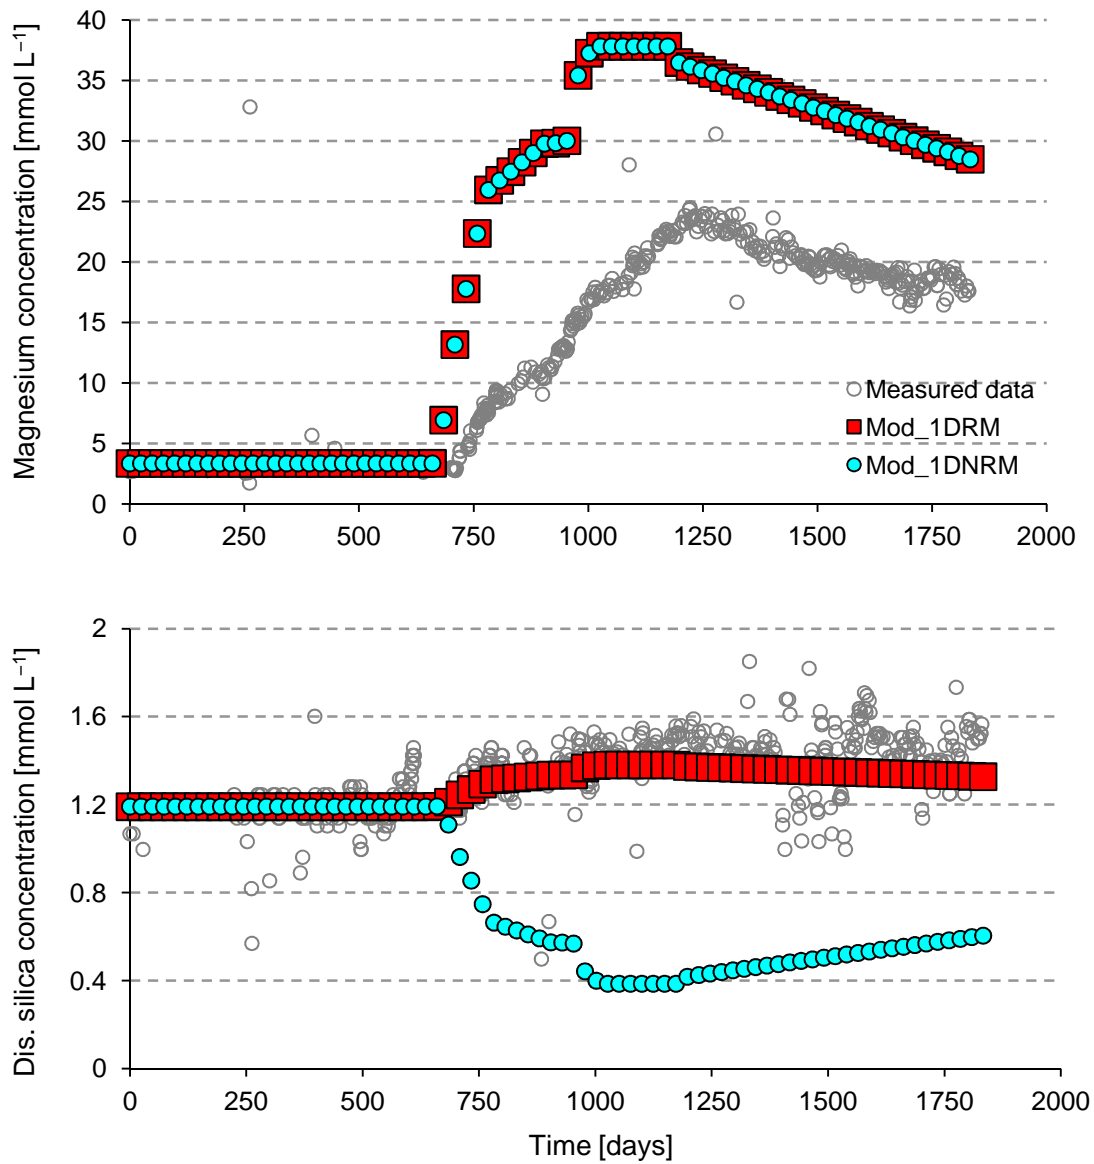 Magnesium concentration [mmol L⁻¹]
40
35
30
25
20
15
10
5
0
Measured data
Mod_1DRM
Mod_1DNRM
0 250 500 750 1000 1250 1500 1750 2000
Dis. silica concentration [mmol L⁻¹]
2
1.6
1.2
0.8
0.4
0
0 250 500 750 1000 1250 1500 1750 2000
Time [days]